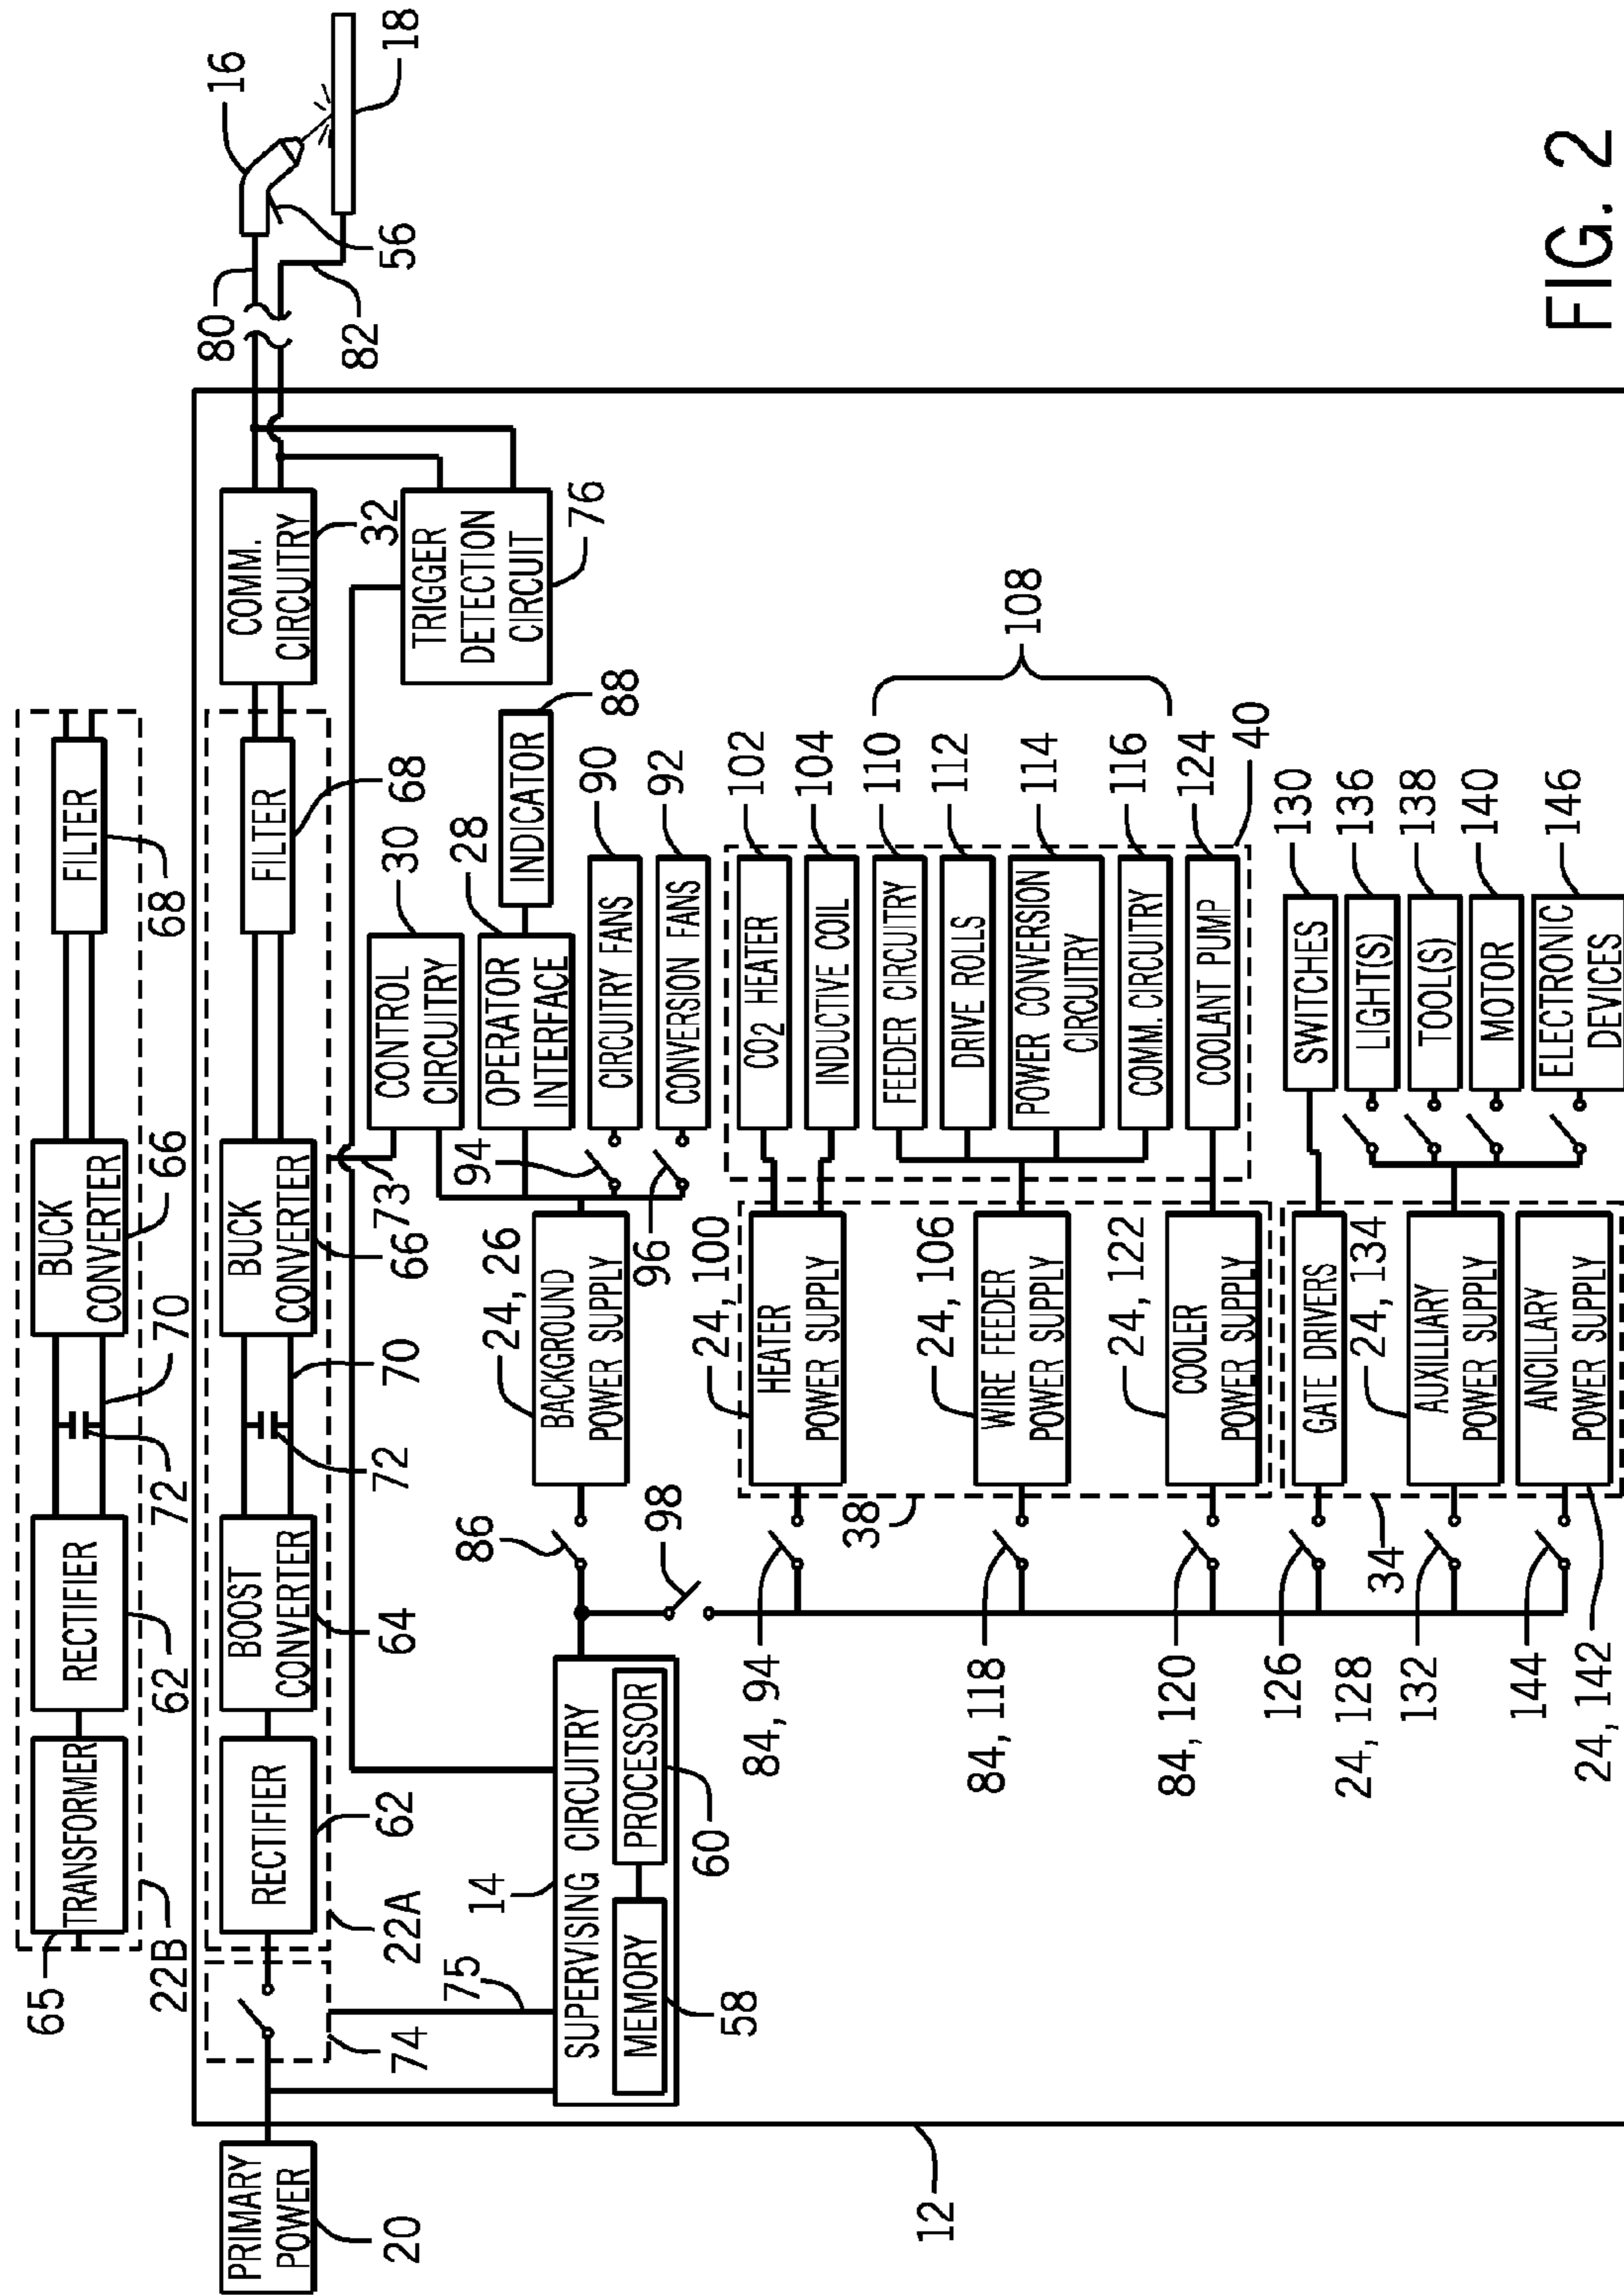 65
TRANSFORMER
RECTIFIER
62
72
70
BUCK
CONVERTER
66
FILTER
68
22B
PRIMARY
POWER
20
74
75
22A
RECTIFIER
62
BOOST
CONVERTER
64
72
70
BUCK
CONVERTER
66
73
FILTER
68
COMM.
CIRCUITRY
32
80
82
16
56
18
TRIGGER
DETECTION
CIRCUIT
76
14
SUPERVISING CIRCUITRY
MEMORY
58
PROCESSOR
60
12
86
98
24, 26
BACKGROUND
POWER SUPPLY
94
96
CONTROL
CIRCUITRY
30
OPERATOR
INTERFACE
28
INDICATOR
88
CIRCUITRY FANS
90
CONVERSION FANS
92
84, 94
38
24, 100
HEATER
POWER SUPPLY
CO2 HEATER
102
INDUCTIVE COIL
104
84, 118
24, 106
WIRE FEEDER
POWER SUPPLY
FEEDER CIRCUITRY
110
DRIVE ROLLS
112
POWER CONVERSION
CIRCUITRY
114
COMM. CIRCUITRY
116
108
84, 120
24, 122
COOLER
POWER SUPPLY
COOLANT PUMP
124
40
126
24, 128
34
GATE DRIVERS
SWITCHES
130
132
24, 134
AUXILIARY
POWER SUPPLY
LIGHT(S)
136
TOOL(S)
138
MOTOR
140
144
24, 142
ANCILLARY
POWER SUPPLY
ELECTRONIC
DEVICES
146
FIG. 2